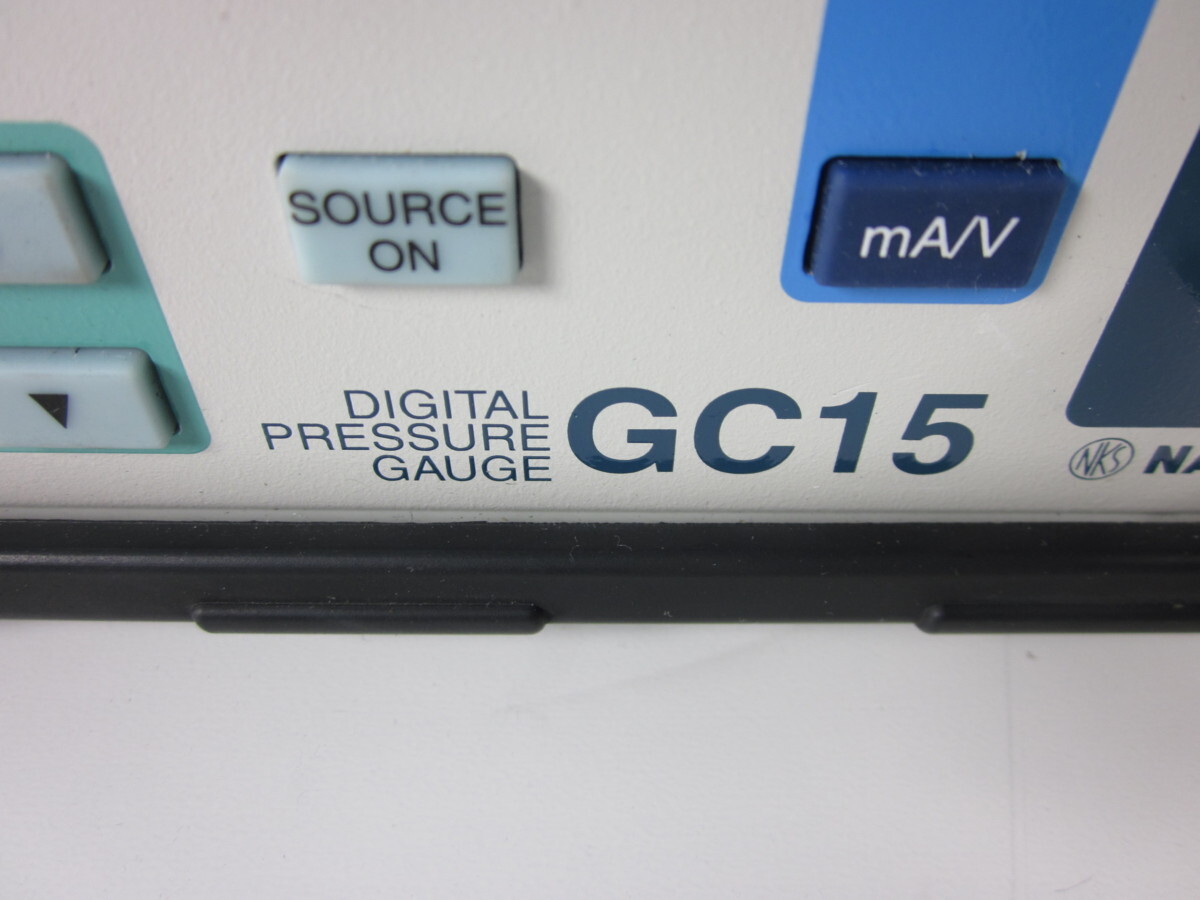 SOURCE
ON
mA/V
DIGITAL
PRESSURE
GAUGE
GC15
NKS